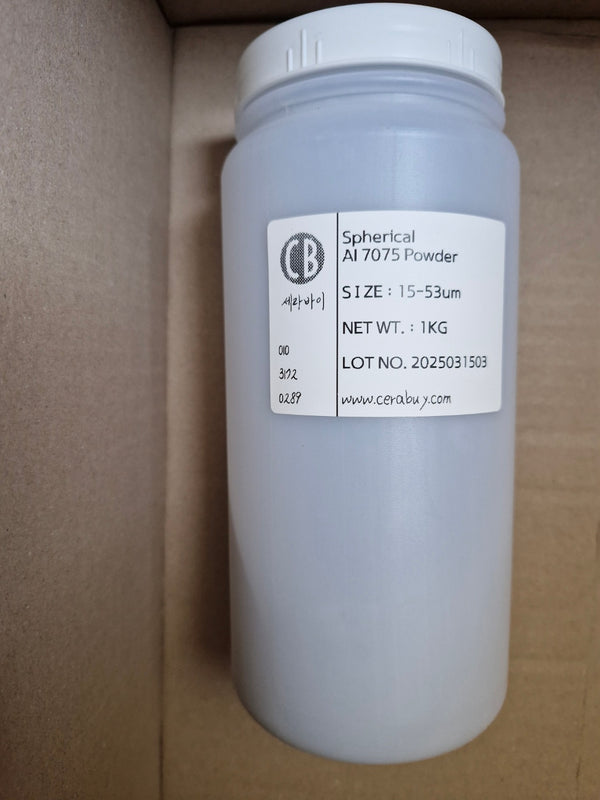 CB
세라바이
010
3172
0289
Spherical
Al 7075 Powder
SIZE : 15-53um
NET WT. : 1KG
LOT NO. 2025031503
www.cerabuy.com